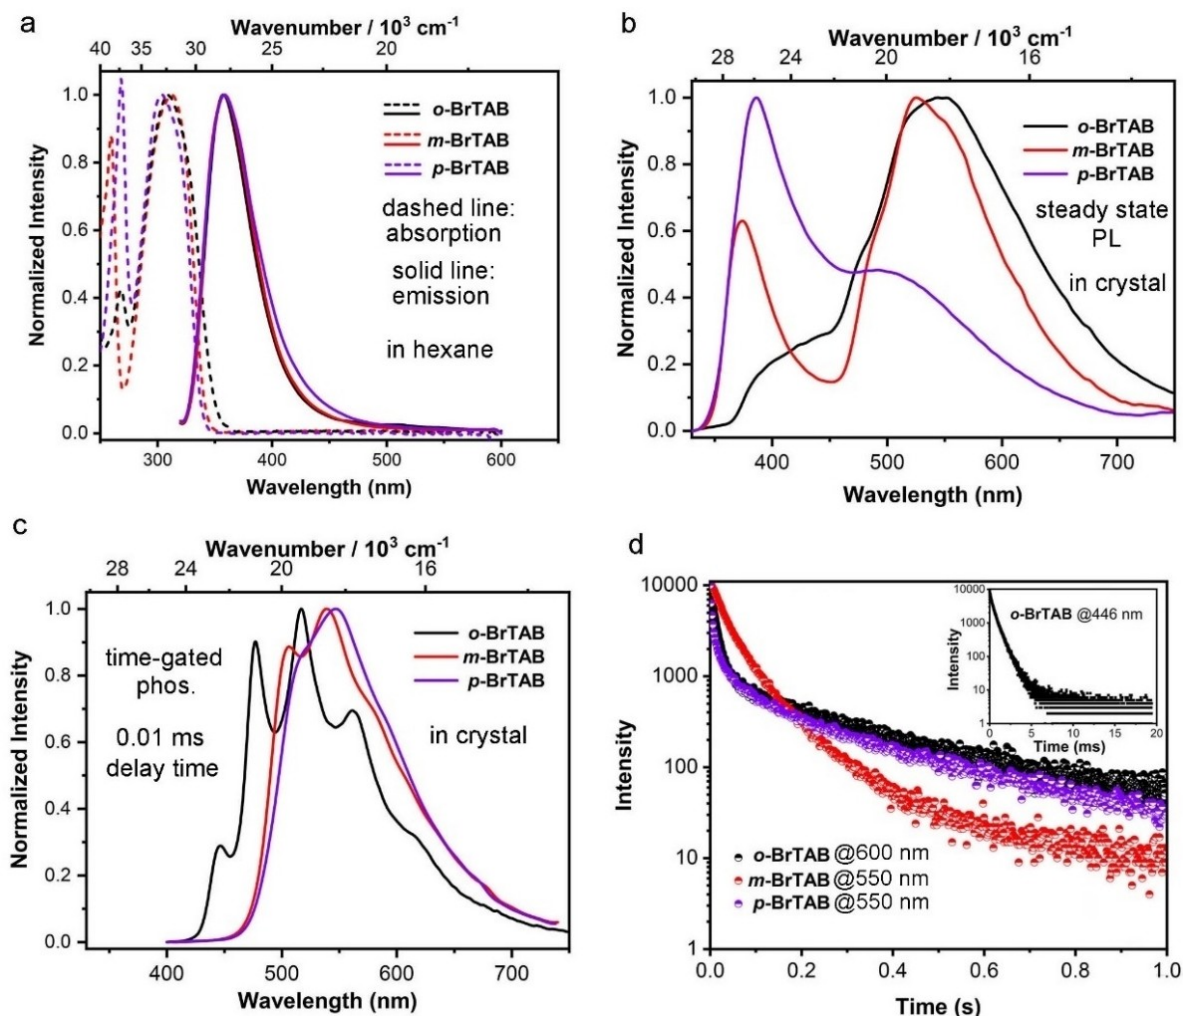 a
Wavenumber / 10³ cm⁻¹
40 35 30 25 20
1.0
0.8
0.6
0.4
0.2
0.0
Normalized Intensity
o-BrTAB
m-BrTAB
p-BrTAB
dashed line:
absorption
solid line:
emission
in hexane
300 400 500 600
Wavelength (nm)
b
Wavenumber / 10³ cm⁻¹
28 24 20 16
1.0
0.8
0.6
0.4
0.2
0.0
Normalized Intensity
o-BrTAB
m-BrTAB
p-BrTAB
steady state
PL
in crystal
400 500 600 700
Wavelength (nm)
c
Wavenumber / 10³ cm⁻¹
28 24 20 16
1.0
0.8
0.6
0.4
0.2
0.0
Normalized Intensity
time-gated
phos.
0.01 ms
delay time
o-BrTAB
m-BrTAB
p-BrTAB
in crystal
400 500 600 700
Wavelength (nm)
d
10000
1000
100
10
1
Intensity
10000
1000
100
10
1
Intensity
o-BrTAB @446 nm
0 5 10 15 20
Time (ms)
o-BrTAB @600 nm
m-BrTAB @550 nm
p-BrTAB @550 nm
0.0 0.2 0.4 0.6 0.8 1.0
Time (s)